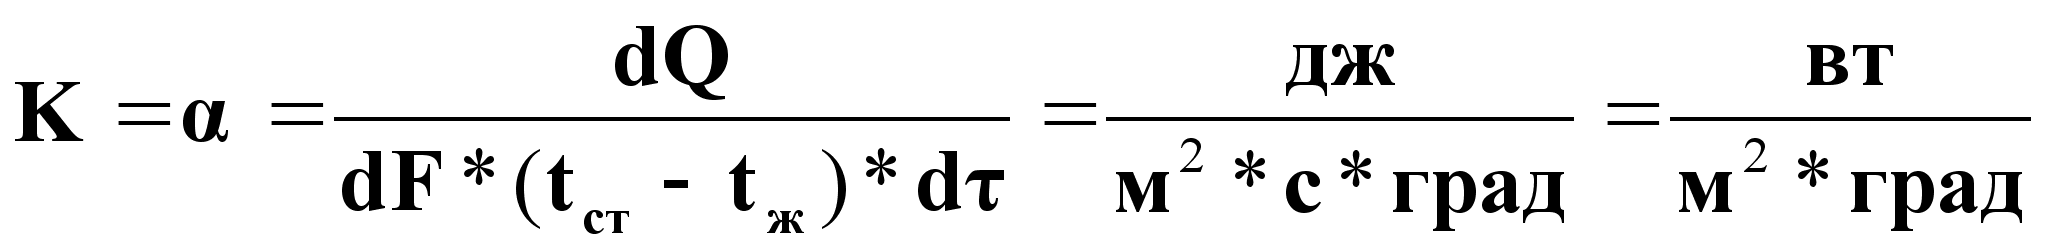 K = α = dQ / dF * (t ст - t ж) * dτ = дж / м² * с * град = вт / м² * град